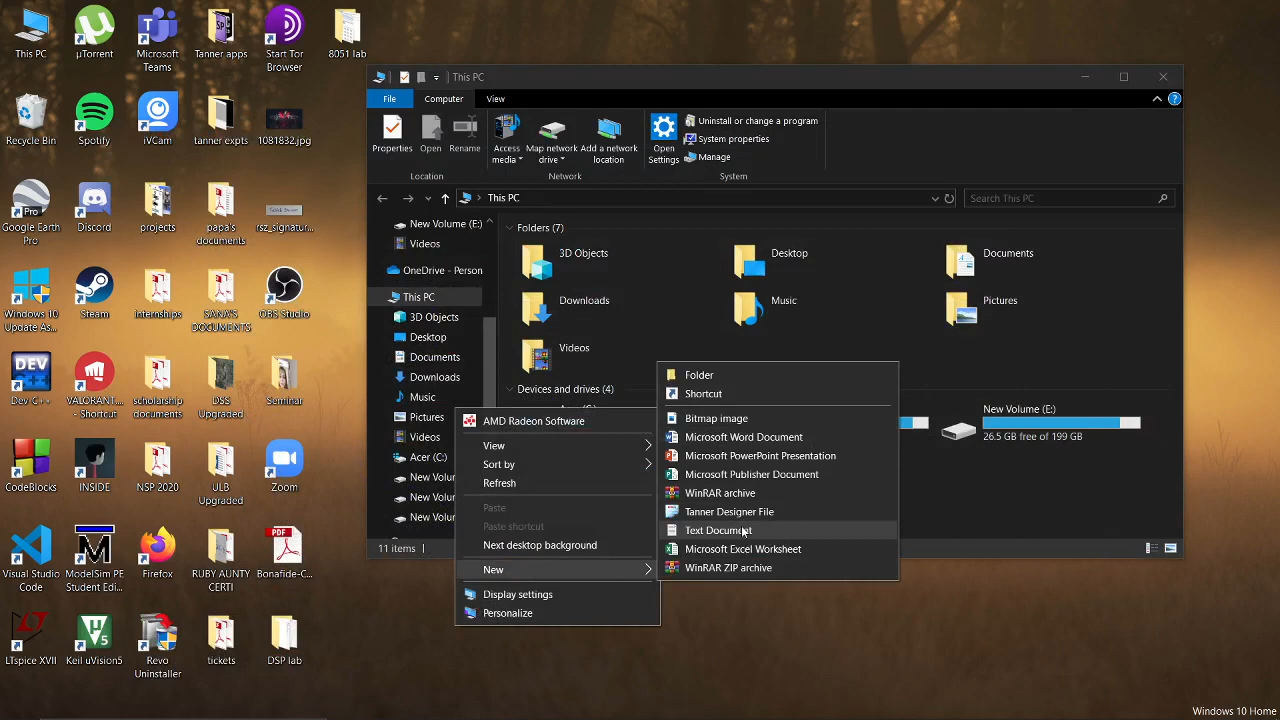 This PC
µTorrent
Microsoft
Teams
Tanner apps
Start Tor
Browser
8051 lab
Recycle Bin
Spotify
iVCam
tanner expts
1081832.jpg
Google Earth
Pro
Discord
projects
papa's
documents
rsz_signatur...
Windows 10
Update As...
Steam
internships
SANA'S
DOCUMENTS
OBS Studio
Dev-C++
VALORANT...
- Shortcut
scholarship
documents
DSS
Upgraded
Seminar
CodeBlocks
INSIDE
NSP 2020
ULB
Upgraded
Zoom
Visual Studio
Code
ModelSim PE
Student Edi...
Firefox
RUBY AUNTY
CERTI
Bonafide-C...
LTspice XVII
Keil uVision5
Revo
Uninstaller
tickets
DSP lab
This PC
File
Computer
View
Properties
Open
Rename
Access
media
Map network
drive
Add a network
location
Open
Settings
Uninstall or change a program
System properties
Manage
Location
Network
System
This PC
Search This PC
New Volume (E:)
Videos
OneDrive - Person
This PC
3D Objects
Desktop
Documents
Downloads
Music
Pictures
Videos
Acer (C:)
New Volum
New Volum
New Volum
Folders (7)
3D Objects
Desktop
Documents
Downloads
Music
Pictures
Videos
Devices and drives (4)
New Volume (E:)
26.5 GB free of 199 GB
11 items
AMD Radeon Software
View
Sort by
Refresh
Paste
Paste shortcut
Next desktop background
New
Display settings
Personalize
Folder
Shortcut
Bitmap image
Microsoft Word Document
Microsoft PowerPoint Presentation
Microsoft Publisher Document
WinRAR archive
Tanner Designer File
Text Document
Microsoft Excel Worksheet
WinRAR ZIP archive
Windows 10 Home